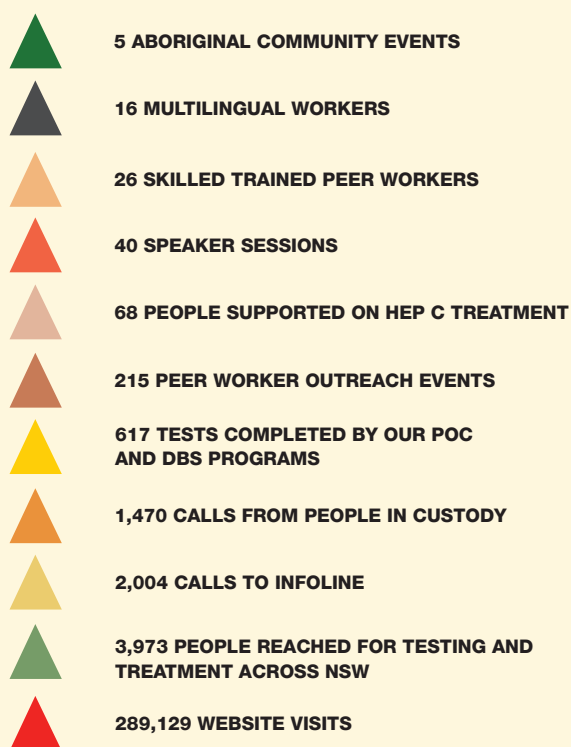 5 ABORIGINAL COMMUNITY EVENTS
16 MULTILINGUAL WORKERS
26 SKILLED TRAINED PEER WORKERS
40 SPEAKER SESSIONS
68 PEOPLE SUPPORTED ON HEP C TREATMENT
215 PEER WORKER OUTREACH EVENTS
617 TESTS COMPLETED BY OUR POC
AND DBS PROGRAMS
1,470 CALLS FROM PEOPLE IN CUSTODY
2,004 CALLS TO INFOLINE
3,973 PEOPLE REACHED FOR TESTING AND
TREATMENT ACROSS NSW
289,129 WEBSITE VISITS